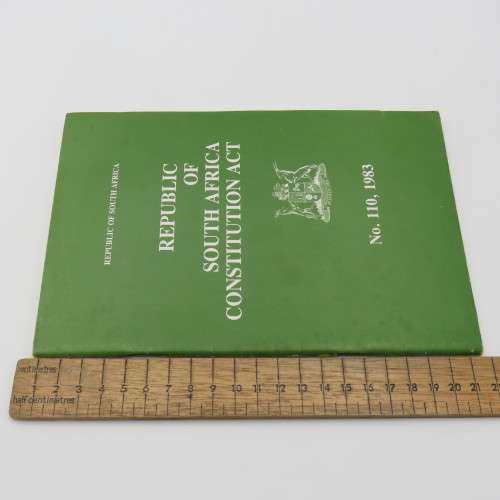 REPUBLIC OF SOUTH AFRICA
REPUBLIC
OF
SOUTH AFRICA
CONSTITUTION ACT
No. 110, 1983
centimetres
1 2 3 4 5 6 7 8 9 10 11 12 13 14 15 16 17 18 19 20 21
half centimetres